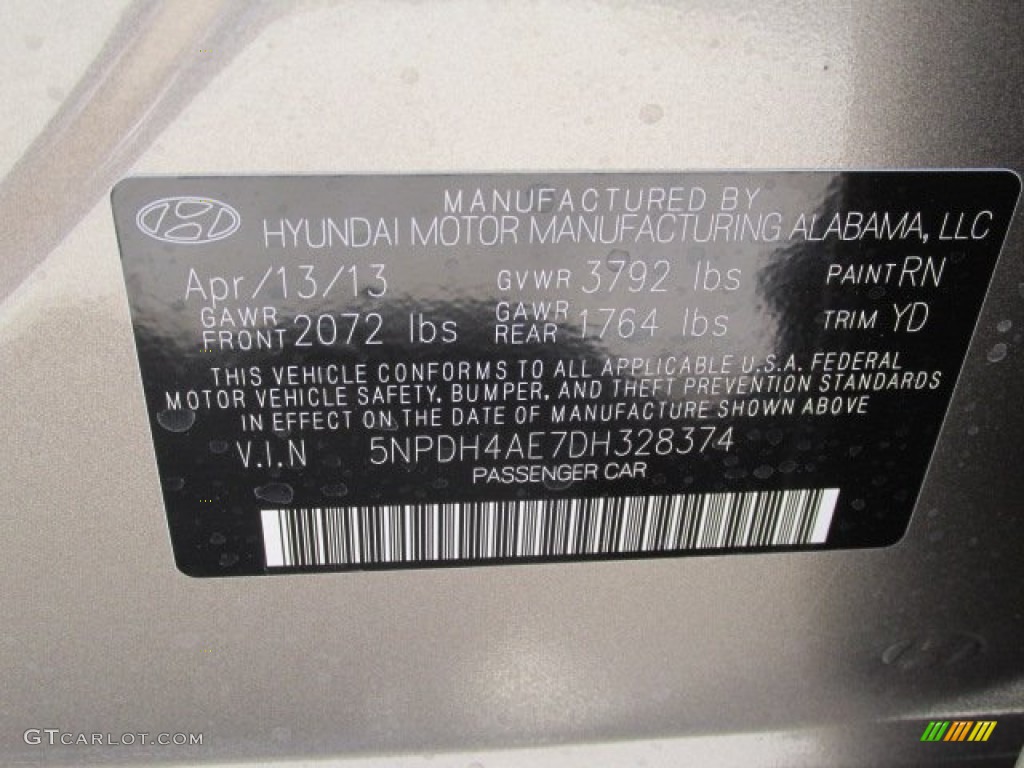 MANUFACTURED BY
HYUNDAI MOTOR MANUFACTURING ALABAMA, LLC
Apr/13/13 GVWR 3792 lbs PAINT RN
GAWR FRONT 2072 lbs GAWR REAR 1764 lbs TRIM YD
THIS VEHICLE CONFORMS TO ALL APPLICABLE U.S.A. FEDERAL
MOTOR VEHICLE SAFETY, BUMPER, AND THEFT PREVENTION STANDARDS
IN EFFECT ON THE DATE OF MANUFACTURE SHOWN ABOVE
V.I.N 5NPDH4AE7DH328374
PASSENGER CAR
GTCARLOT.COM